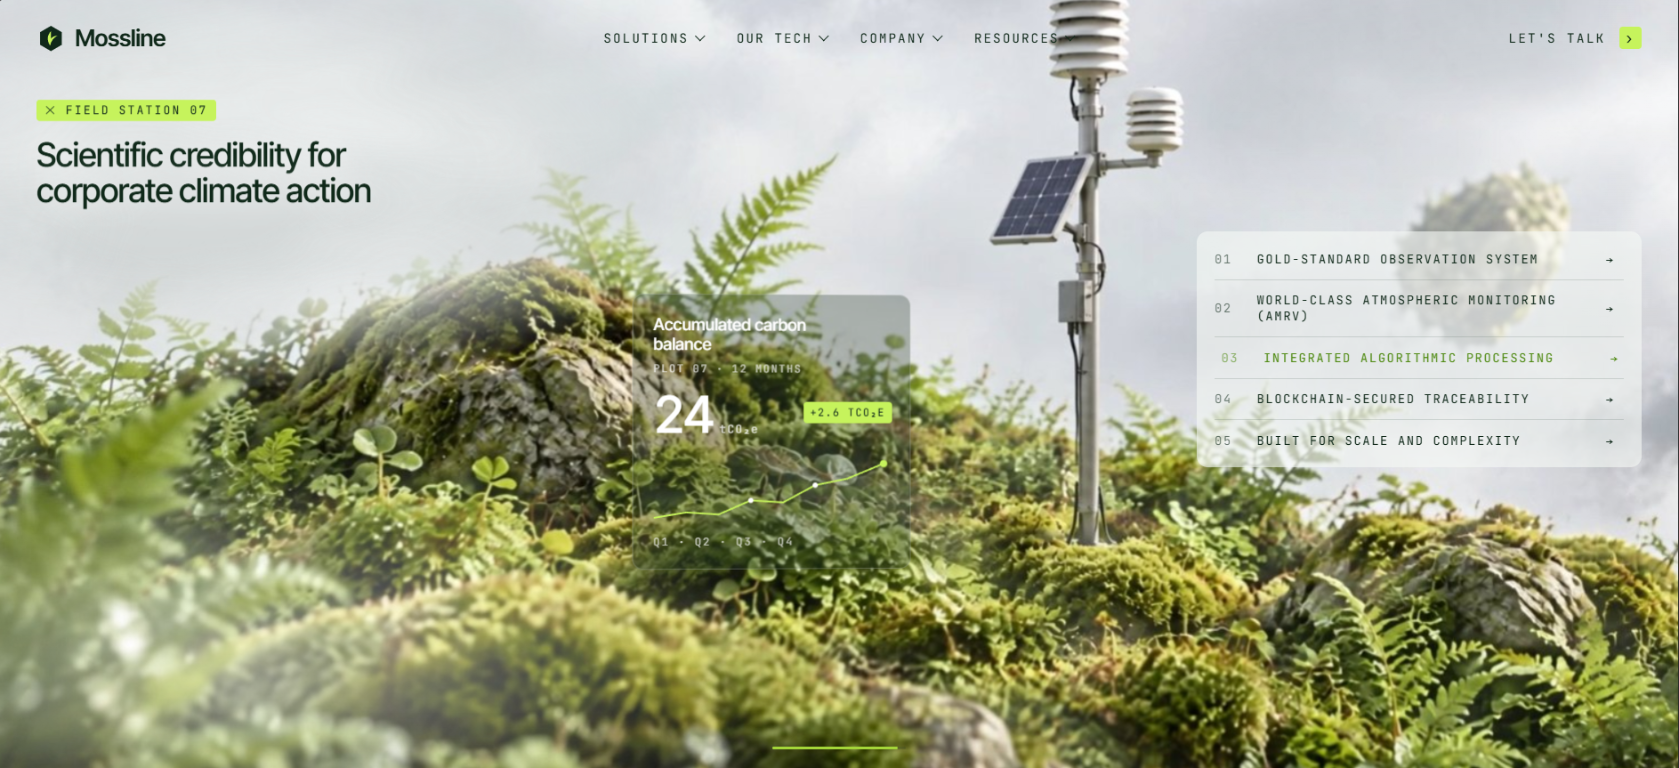 Mossline
SOLUTIONS
OUR TECH
COMPANY
RESOURCES
LET'S TALK
FIELD STATION 07
Scientific credibility for
corporate climate action
Accumulated carbon
balance
PLOT 07 · 12 MONTHS
24 tCO₂e
+2.6 TCO₂E
Q1 · Q2 · Q3 · Q4
01 GOLD-STANDARD OBSERVATION SYSTEM →
02 WORLD-CLASS ATMOSPHERIC MONITORING
(AMRV) →
03 INTEGRATED ALGORITHMIC PROCESSING →
04 BLOCKCHAIN-SECURED TRACEABILITY →
05 BUILT FOR SCALE AND COMPLEXITY →